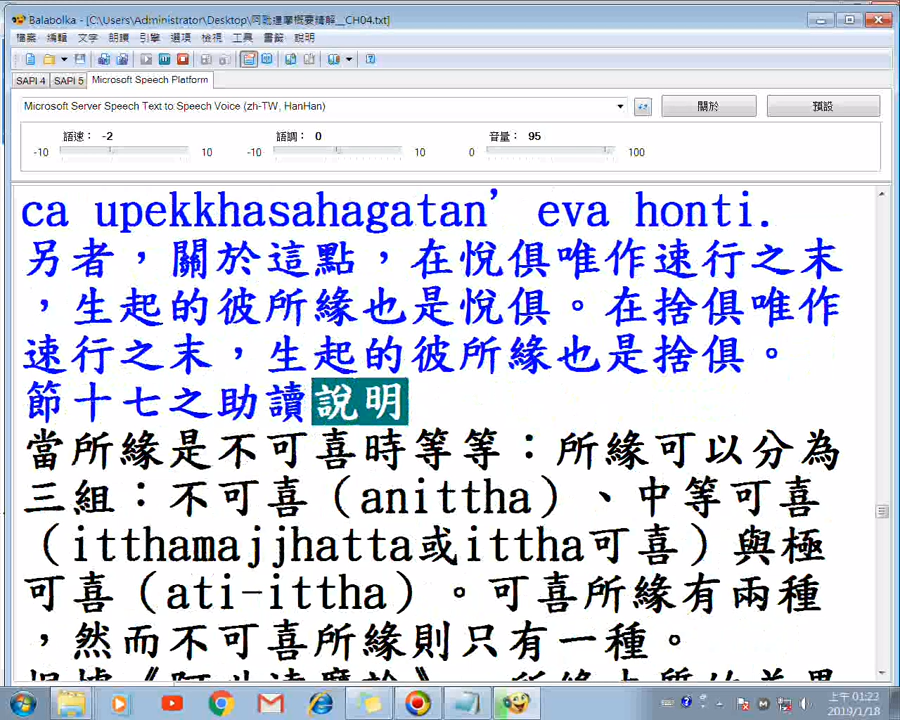 Balabolka - [C:\Users\Administrator\Desktop\阿毗達摩概要精解__CH04.txt]
檔案 編輯 文字 朗讀 引擎 選項 檢視 工具 書籤 說明
SAPI 4 SAPI 5 Microsoft Speech Platform
Microsoft Server Speech Text to Speech Voice (zh-TW, HanHan) 關於 預設
語速： -2 語調： 0 音量： 95
-10 10 -10 10 0 100
ca upekkhasahagatan’ eva honti.
另者，關於這點，在悅俱唯作速行之末
，生起的彼所緣也是悅俱。在捨俱唯作
速行之末，生起的彼所緣也是捨俱。
節十七之助讀說明
當所緣是不可喜時等等：所緣可以分為
三組：不可喜（anittha）、中等可喜
（itthamajjhatta或ittha可喜）與極
可喜（ati-ittha）。可喜所緣有兩種
，然而不可喜所緣則只有一種。
上午 01:23
2019/1/18